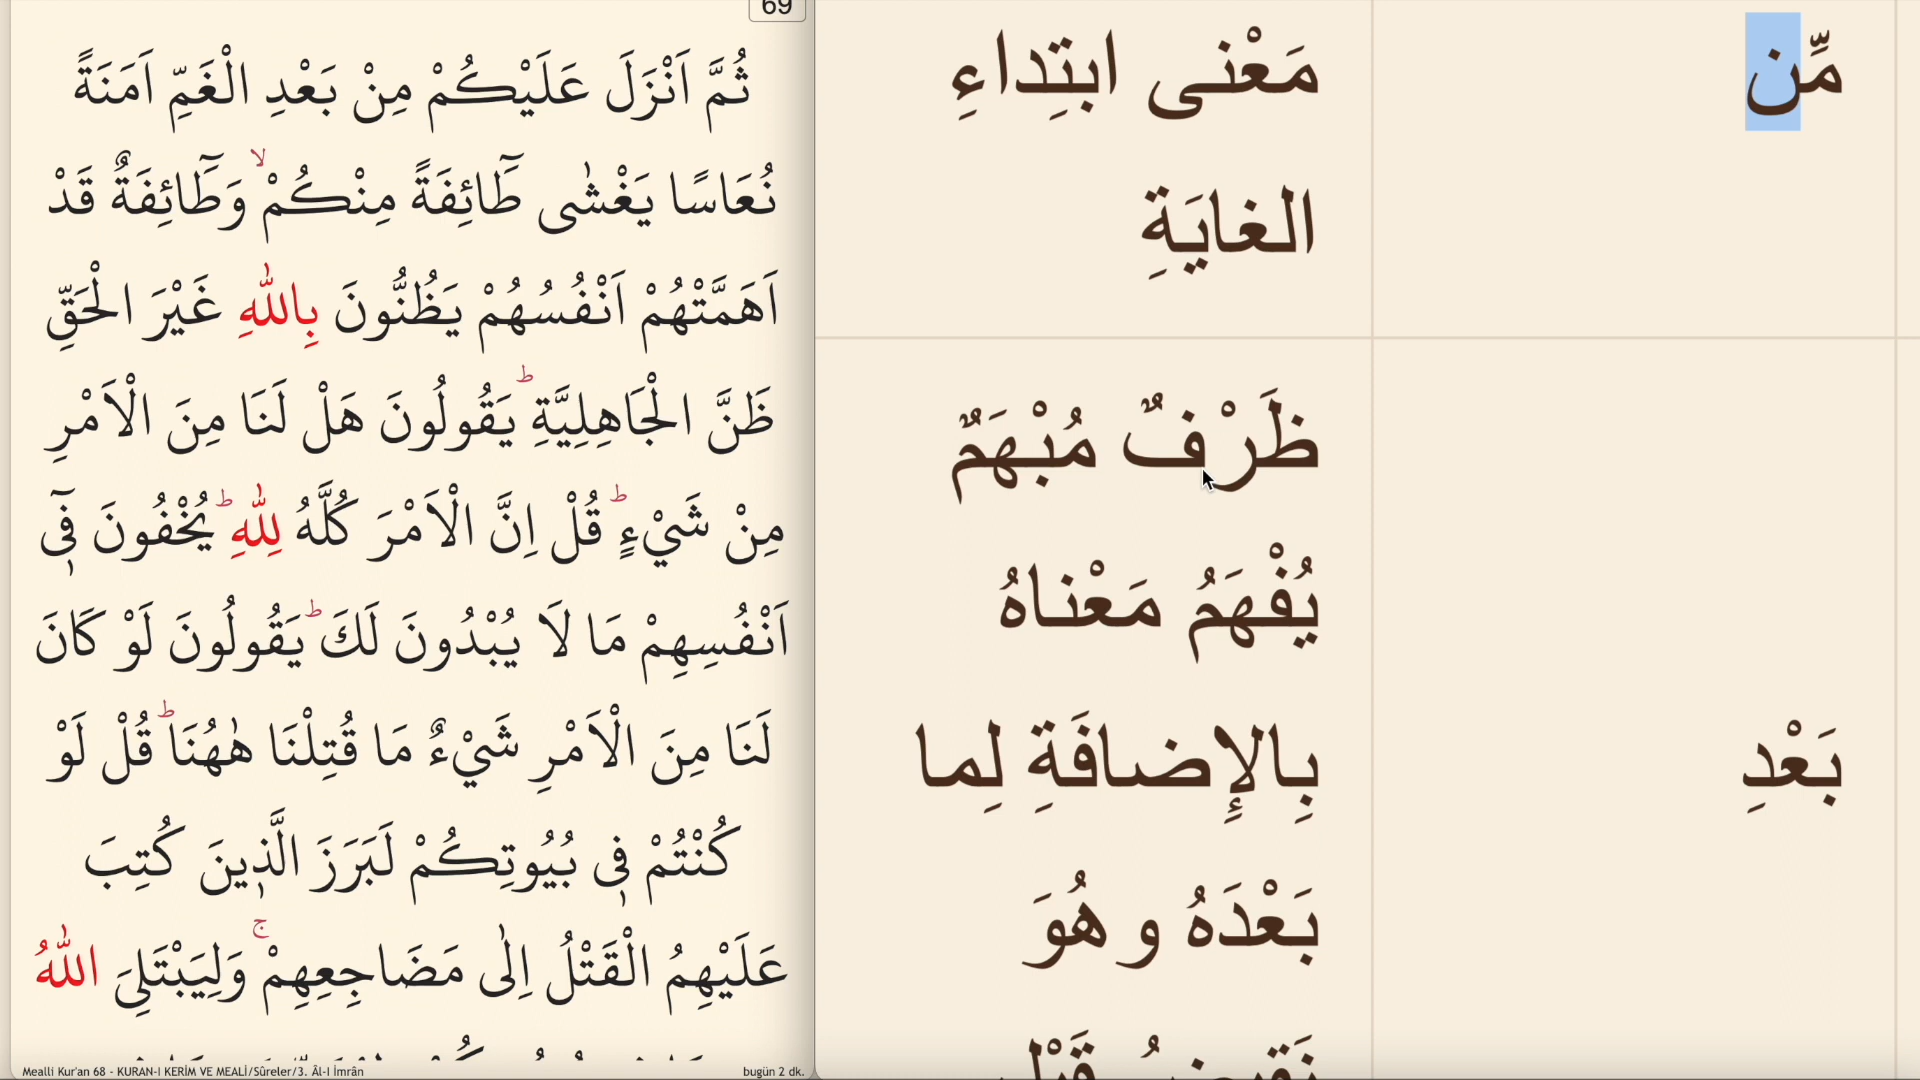 69
ثُمَّ اَنْزَلَ عَلَيْكُمْ مِنْ بَعْدِ الْغَمِّ اَمَنَةً
نُعَاسًا يَغْشٰى طَٓائِفَةً مِنْكُمْۙ وَطَٓائِفَةٌ قَدْ
اَهَمَّتْهُمْ اَنْفُسُهُمْ يَظُنُّونَ بِاللّٰهِ غَيْرَ الْحَقِّ
ظَنَّ الْجَاهِلِيَّةِۜ يَقُولُونَ هَلْ لَنَا مِنَ الْاَمْرِ
مِنْ شَيْءٍۜ قُلْ اِنَّ الْاَمْرَ كُلَّهُ لِلّٰهِۜ يُخْفُونَ ف۪ٓي
اَنْفُسِهِمْ مَا لَا يُبْدُونَ لَكَۜ يَقُولُونَ لَوْ كَانَ
لَنَا مِنَ الْاَمْرِ شَيْءٌ مَا قُتِلْنَا هٰهُنَاۜ قُلْ لَوْ
كُنْتُمْ ف۪ي بُيُوتِكُمْ لَبَرَزَ الَّذ۪ينَ كُتِبَ
عَلَيْهِمُ الْقَتْلُ اِلٰى مَضَاجِعِهِمْۚ وَلِيَبْتَلِيَ اللّٰهُ
Mealli Kur'an 68 - KURAN-I KERİM VE MEALİ/Sûreler/3. Âl-I İmrân
bugün 2 dk.
مِّن
مَعْنى ابتِداءِ
الغايَةِ
بَعْدِ
ظَرْفٌ مُبْهَمٌ
يُفْهَمُ مَعْناهُ
بِالإِضافَةِ لِما
بَعْدَهُ و هُوَ